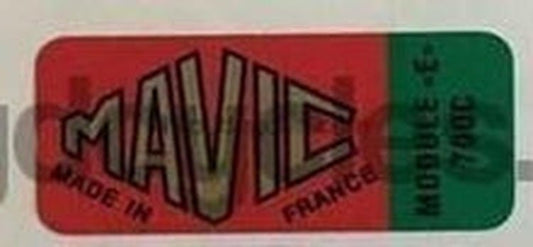 MAVIC
MADE IN FRANCE
MODULE "E"
700C